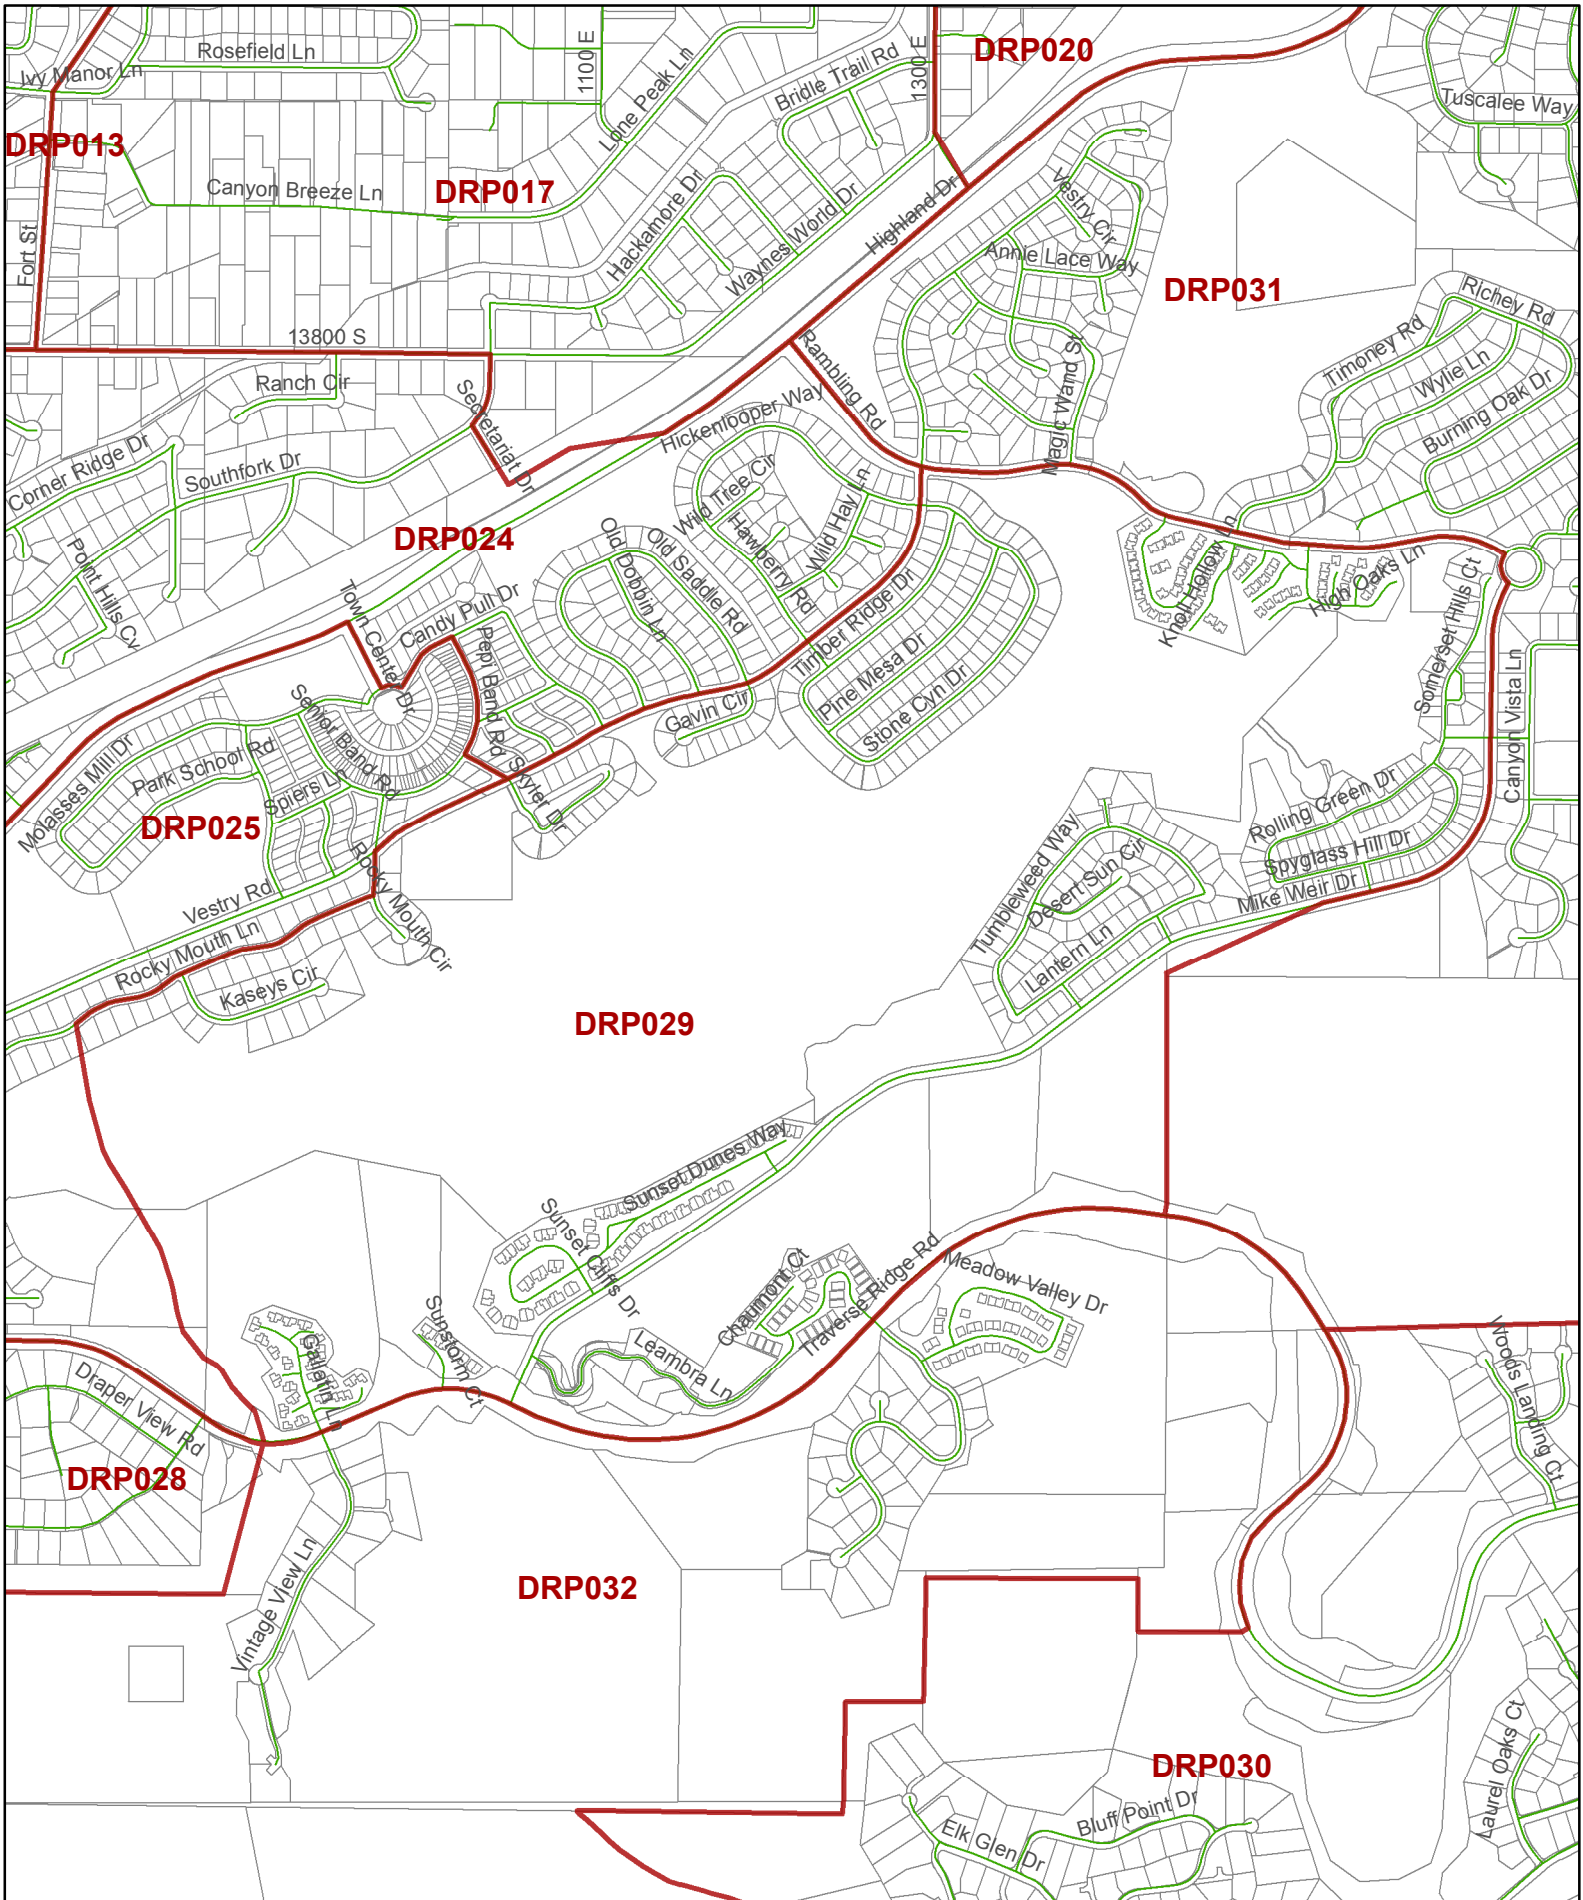 Rosefield Ln
1100 E
1300 E
DRP020
Ivy Manor Ln
Lone Peak Ln
Bridle Trail Rd
Tuscalee Way
DRP013
Canyon Breeze Ln
DRP017
Hackamore Dr
Waynes World Dr
Highland Dr
Vestry Cir
Annie Lace Way
DRP031
Fort St
Richey Rd
13800 S
Ranch Cir
Secretariat Dr
Rambling Rd
Hickenlooper Way
Magic Wand St
Timoney Rd
Wylie Ln
Burning Oak Dr
Corner Ridge Dr
Southfork Dr
Wild Tree Cir
Wild Hay Ln
Hawberry Rd
DRP024
Old Dobbin Ln
Old Saddle Rd
Point Hills Cv
Knoll Hollow Ln
High Oaks Ln
Town Center Dr
Candy Pull Dr
Pepi Band Rd
Timber Ridge Dr
Pine Mesa Dr
Stone Cyn Dr
Gavin Cir
Somerset Hills Ct
Canyon Vista Ln
Senior Band Rd
Molasses Mill Dr
Park School Rd
Spiers Ln
Skyler Dr
DRP025
Rolling Green Dr
Spyglass Hill Dr
Mike Weir Dr
Tumbleweed Way
Desert Sun Cir
Lantern Ln
Rocky Mouth Cir
Vestry Rd
Rocky Mouth Ln
Kaseys Cir
DRP029
Sunset Dunes Way
Sunset Cliffs Dr
Chaumont Ct
Traverse Ridge Rd
Meadow Valley Dr
Sunstorm Ct
Leambra Ln
Gallatin Ln
Draper View Rd
Woods Landing Ct
DRP028
Vintage View Ln
DRP032
DRP030
Laurel Oaks Ct
Bluff Point Dr
Elk Glen Dr